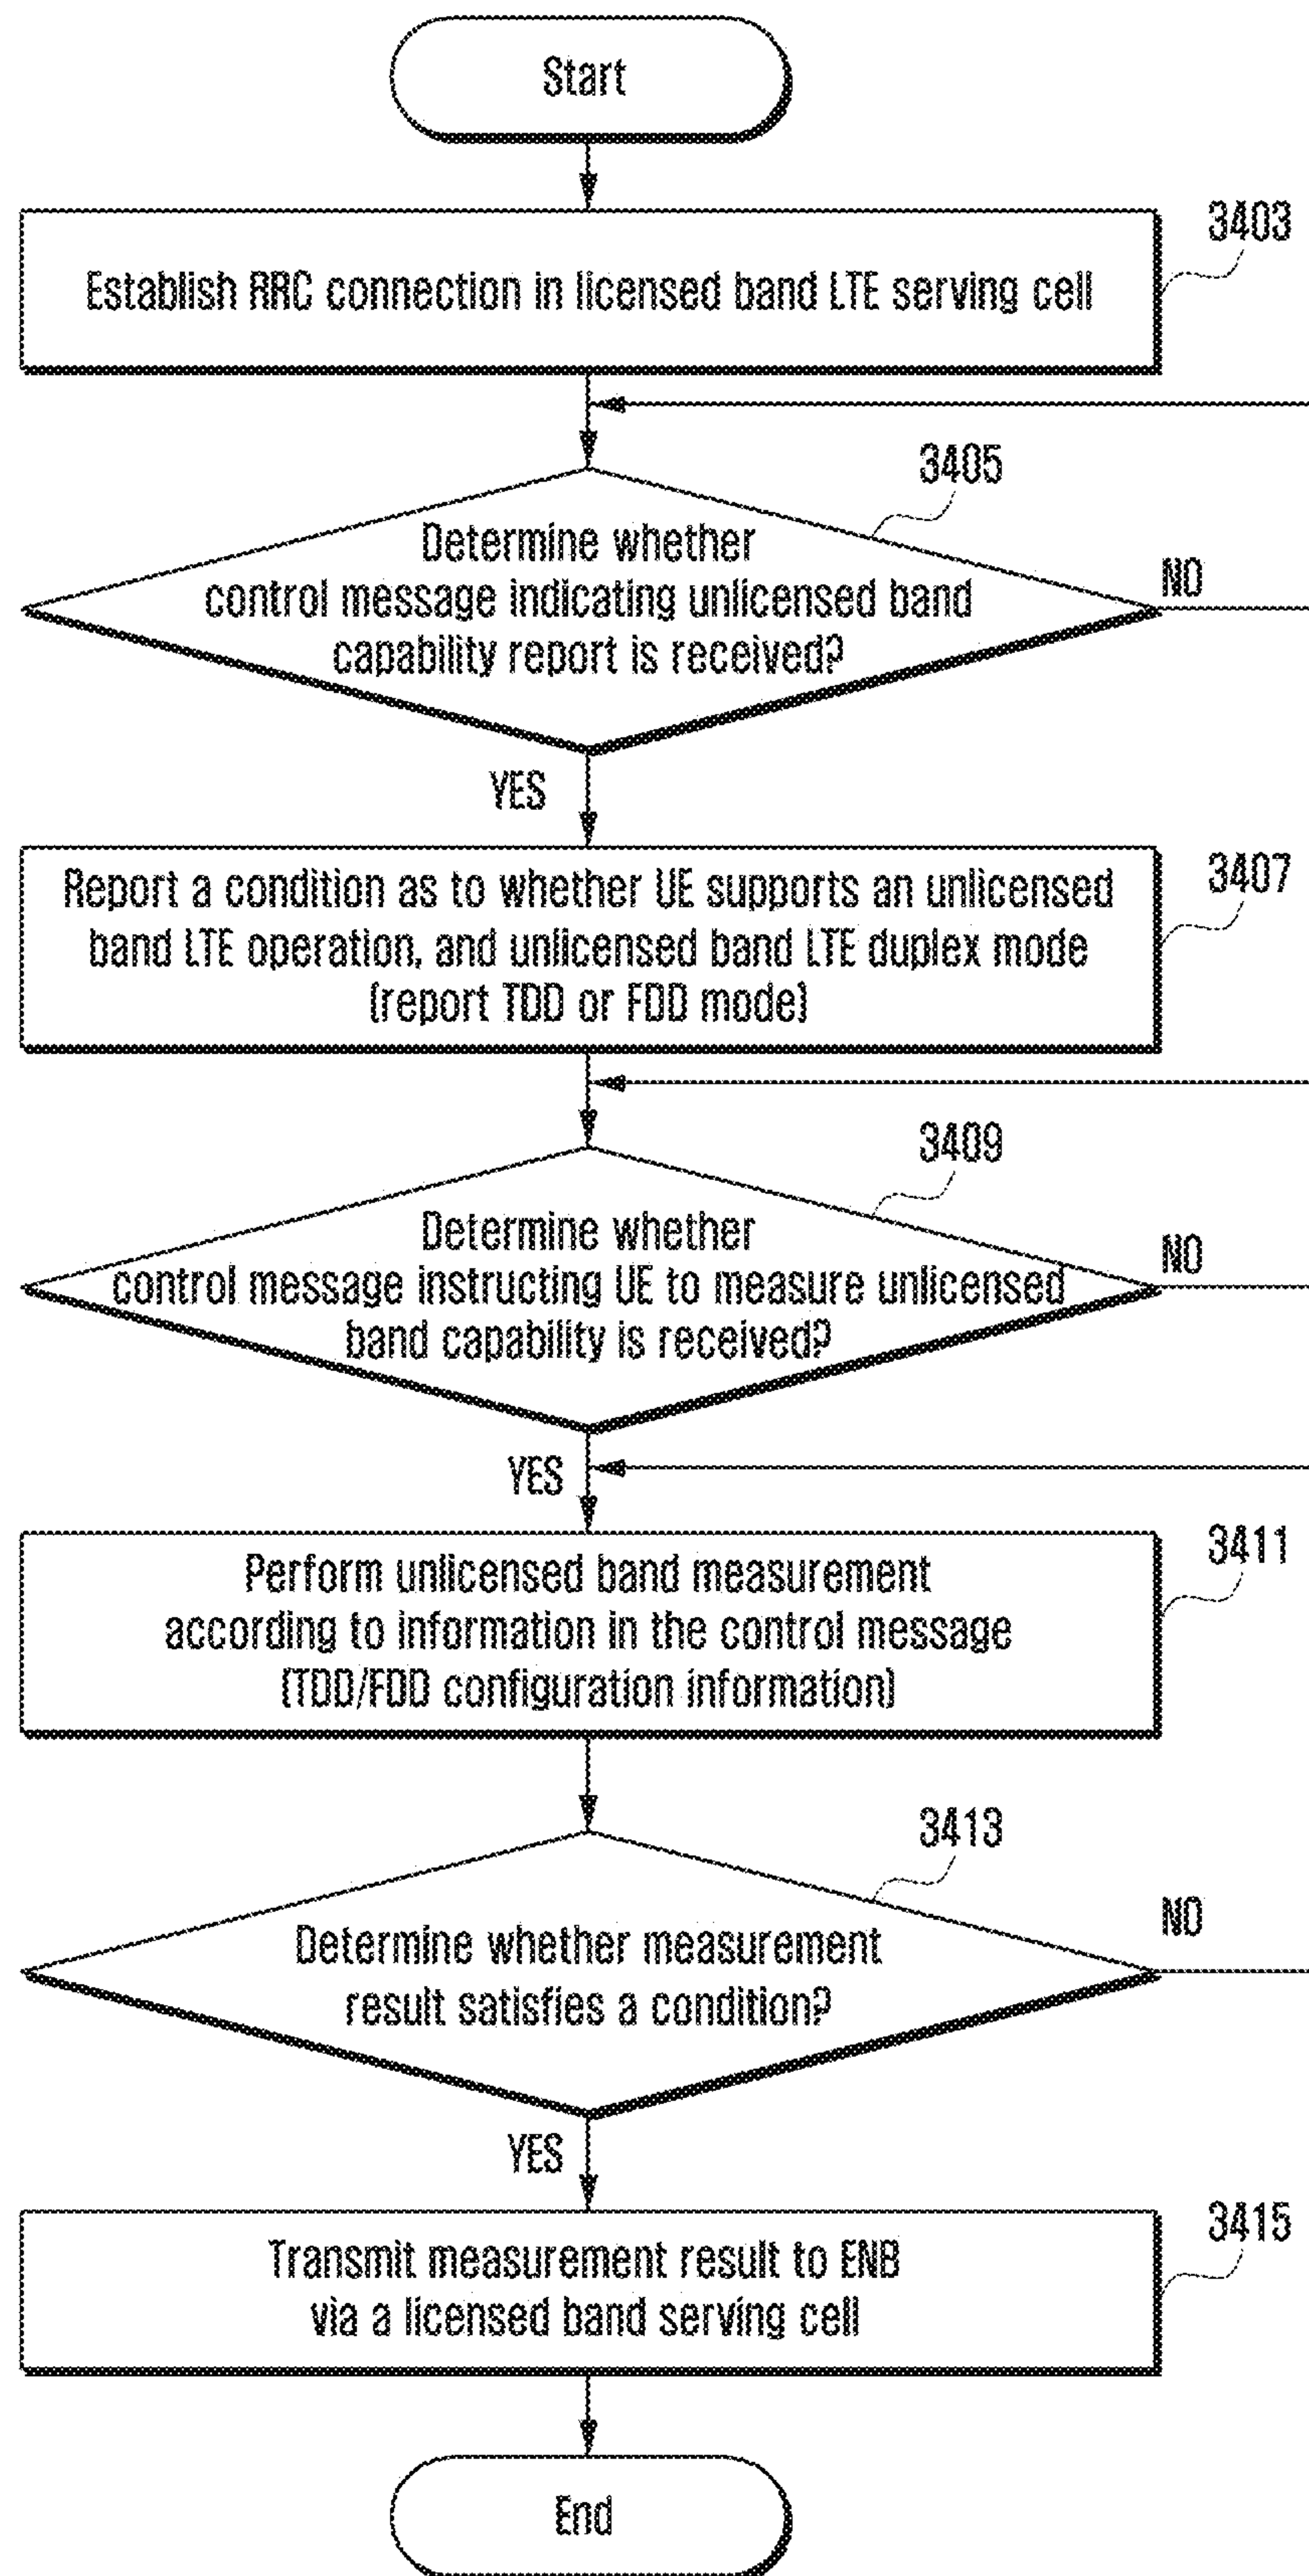 Start
3403
Establish RRC connection in licensed band LTE serving cell
3405
Determine whether
control message indicating unlicensed band
capability report is received?
NO
YES
3407
Report a condition as to whether UE supports an unlicensed
band LTE operation, and unlicensed band LTE duplex mode
(report TDD or FDD mode)
3409
Determine whether
control message instructing UE to measure unlicensed
band capability is received?
NO
YES
3411
Perform unlicensed band measurement
according to information in the control message
(TDD/FDD configuration information)
3413
Determine whether measurement
result satisfies a condition?
NO
YES
3415
Transmit measurement result to ENB
via a licensed band serving cell
End